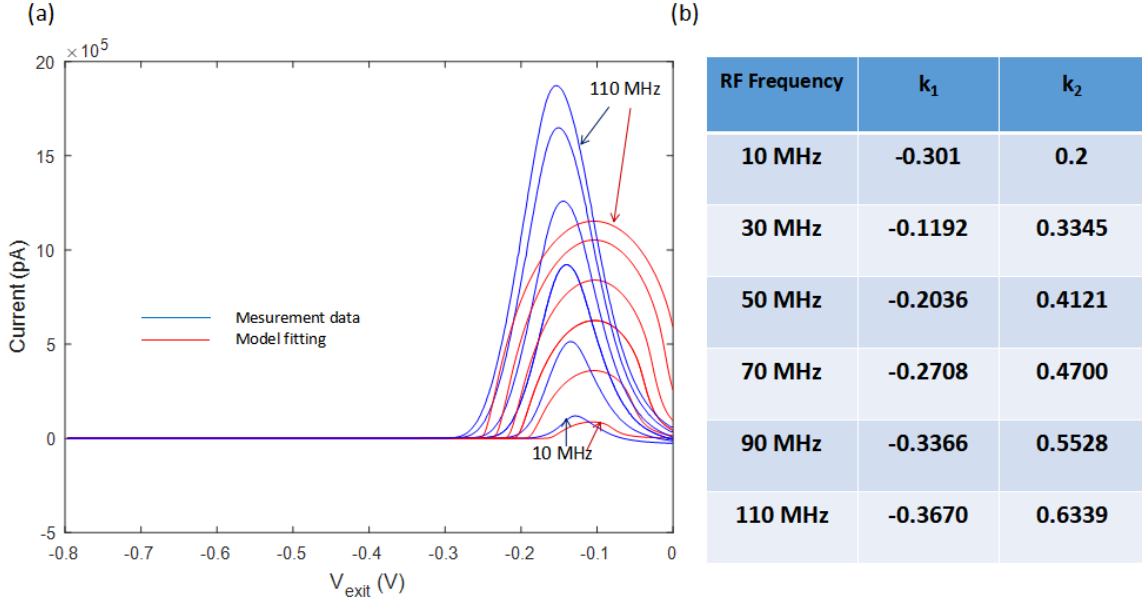 (a)
(b)
× 10⁵
20
15
10
5
0
-5
-0.8 -0.7 -0.6 -0.5 -0.4 -0.3 -0.2 -0.1 0
Current (pA)
V_exit (V)
110 MHz
Mesurement data
Model fitting
10 MHz
RF Frequency k₁ k₂
10 MHz -0.301 0.2
30 MHz -0.1192 0.3345
50 MHz -0.2036 0.4121
70 MHz -0.2708 0.4700
90 MHz -0.3366 0.5528
110 MHz -0.3670 0.6339